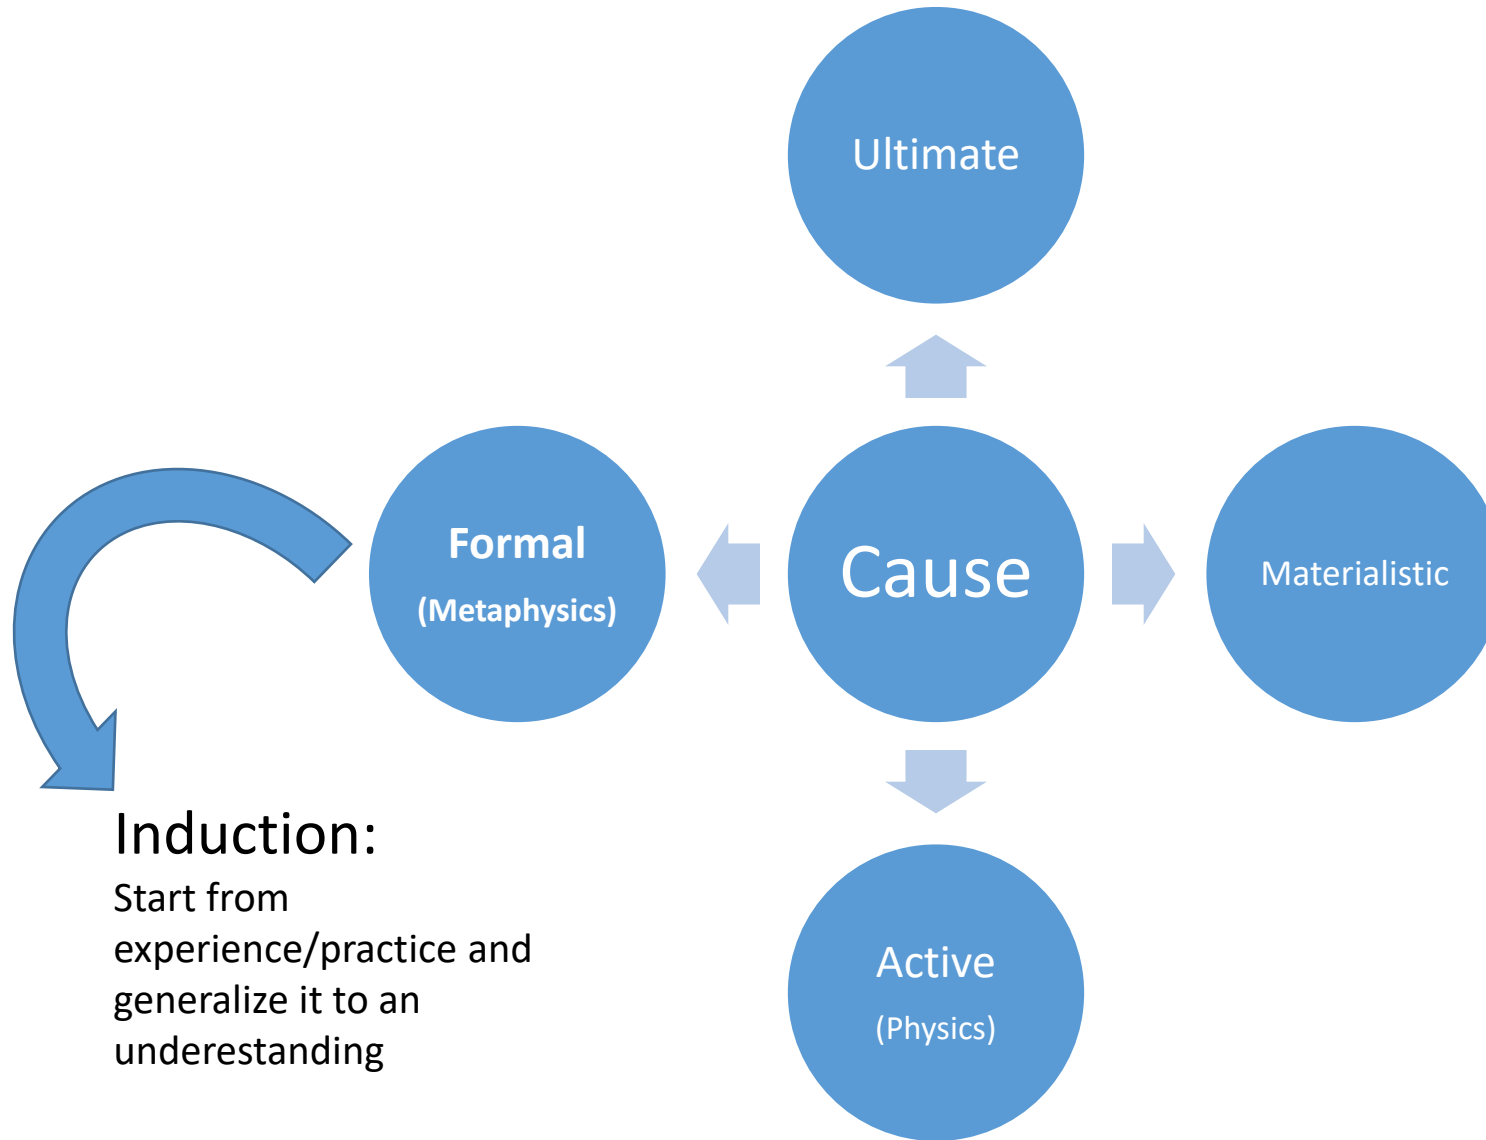 Ultimate
Formal
(Metaphysics)
Cause
Materialistic
Induction:
Start from
experience/practice and
generalize it to an
underestanding
Active
(Physics)